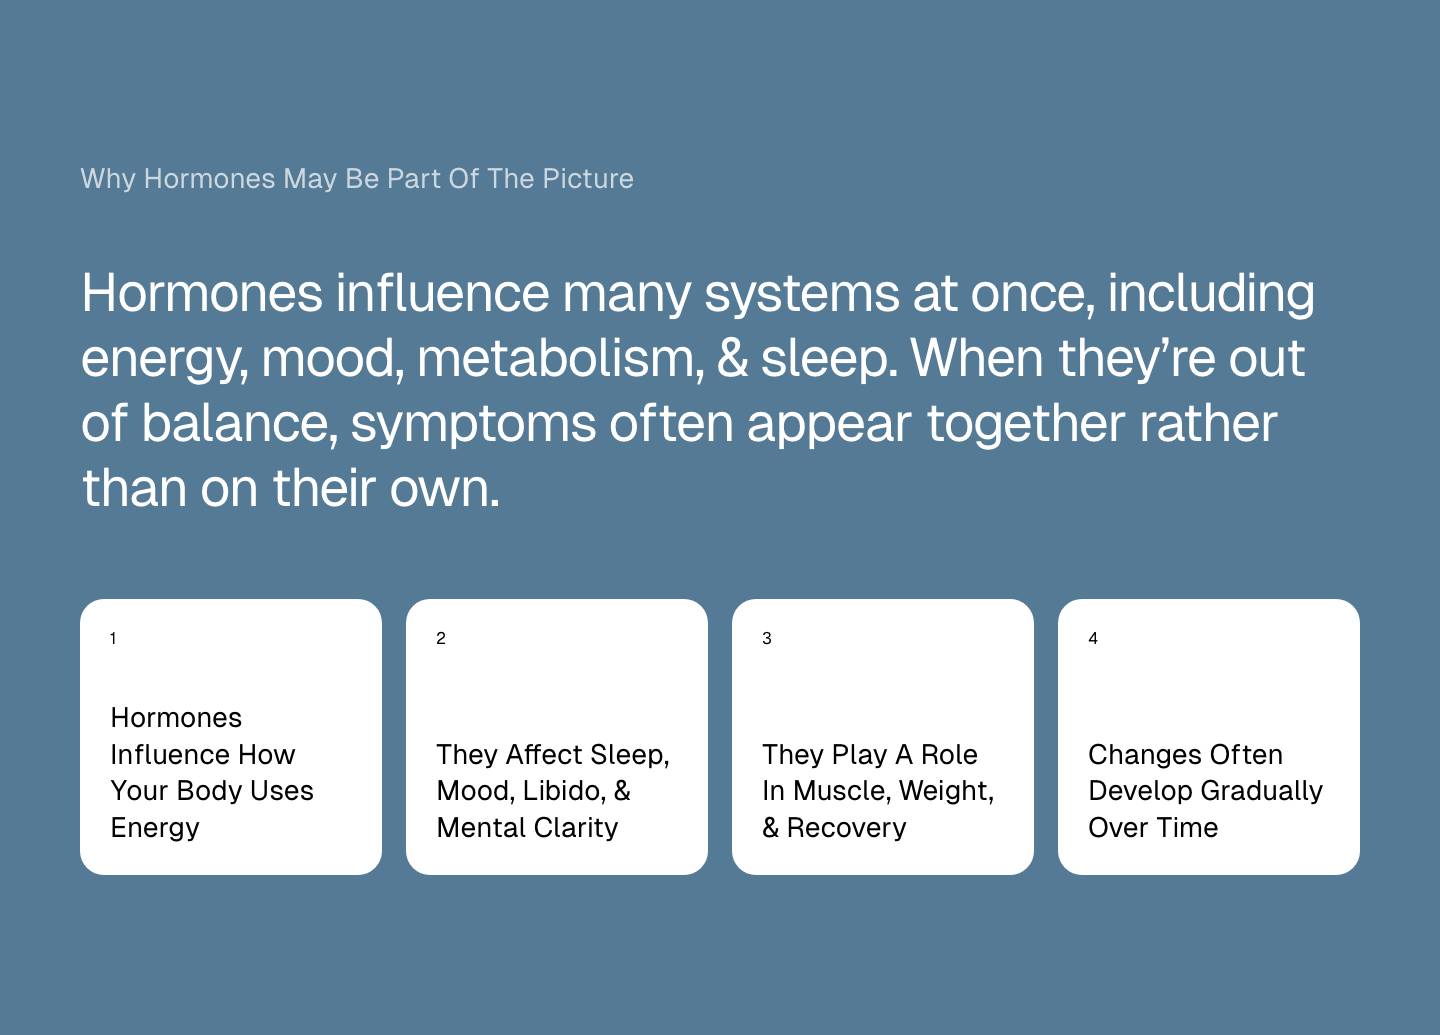 Why Hormones May Be Part Of The Picture
Hormones influence many systems at once, including
energy, mood, metabolism, & sleep. When they’re out
of balance, symptoms often appear together rather
than on their own.
1
Hormones
Influence How
Your Body Uses
Energy
2
They Affect Sleep,
Mood, Libido, &
Mental Clarity
3
They Play A Role
In Muscle, Weight,
& Recovery
4
Changes Often
Develop Gradually
Over Time